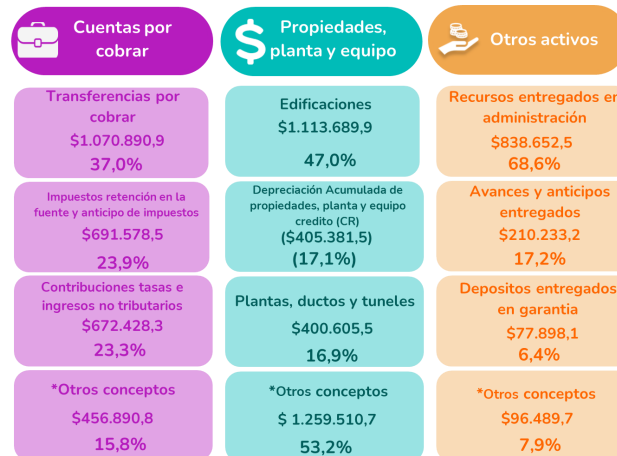 Cuentas por
cobrar
Transferencias por
cobrar
$1.070.890,9
37,0%
Impuestos retención en la
fuente y anticipo de impuestos
$691.578,5
23,9%
Contribuciones tasas e
ingresos no tributarios
$672.428,3
23,3%
*Otros conceptos
$456.890,8
15,8%
$ Propiedades,
planta y equipo
Edificaciones
$1.113.689,9
47,0%
Depreciación Acumulada de
propiedades, planta y equipo
credito (CR)
($405.381,5)
(17,1%)
Plantas, ductos y tuneles
$400.605,5
16,9%
*Otros conceptos
$ 1.259.510,7
53,2%
Otros activos
Recursos entregados en
administración
$838.652,5
68,6%
Avances y anticipos
entregados
$210.233,2
17,2%
Depositos entregados
en garantia
$77.898,1
6,4%
*Otros conceptos
$96.489,7
7,9%